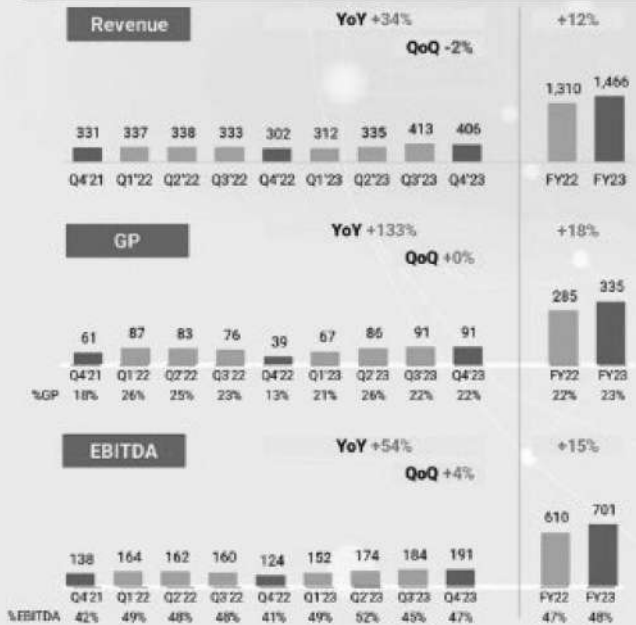 Revenue YoY +34% +12%
QoQ -2%
1,310 1,466
331 337 338 333 302 312 335 413 406
Q4'21 Q1'22 Q2'22 Q3'22 Q4'22 Q1'23 Q2'23 Q3'23 Q4'23 FY22 FY23
GP YoY +133% +18%
QoQ +0%
285 335
61 87 83 76 39 67 86 91 91
Q4'21 Q1'22 Q2'22 Q3'22 Q4'22 Q1'23 Q2'23 Q3'23 Q4'23 FY22 FY23
%GP 18% 26% 25% 23% 13% 21% 26% 22% 22% 22% 23%
EBITDA YoY +54% +15%
QoQ +4%
610 701
138 164 162 160 124 152 174 184 191
Q4'21 Q1'22 Q2'22 Q3'22 Q4'22 Q1'23 Q2'23 Q3'23 Q4'23 FY22 FY23
%EBITDA 42% 49% 48% 48% 41% 49% 52% 45% 47% 47% 48%